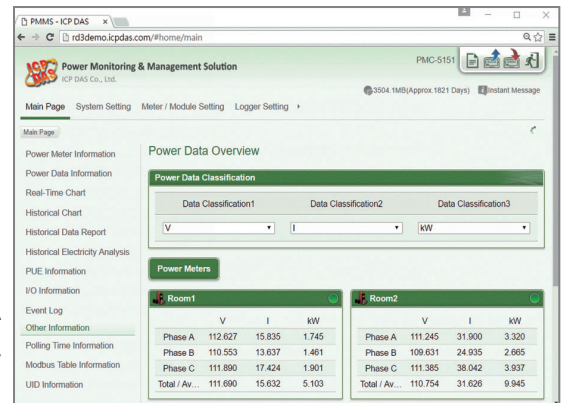 PMMS - ICP DAS
rd3demo.icpdas.com/#home/main
ICP DAS
Power Monitoring & Management Solution
ICP DAS Co., Ltd.
PMC-5151
3504.1MB(Approx.1821 Days) Instant Message
Main Page System Setting Meter / Module Setting Logger Setting
Main Page
Power Meter Information
Power Data Information
Real-Time Chart
Historical Chart
Historical Data Report
Historical Electricity Analysis
PUE Information
I/O Information
Event Log
Other Information
Polling Time Information
Modbus Table Information
UID Information
Power Data Overview
Power Data Classification
Data Classification1 Data Classification2 Data Classification3
V I kW
Power Meters
Room1
V I kW
Phase A 112.627 15.835 1.745
Phase B 110.553 13.637 1.461
Phase C 111.890 17.424 1.901
Total / Av... 111.690 15.632 5.103
Room2
V I kW
Phase A 111.245 31.900 3.320
Phase B 109.631 24.935 2.665
Phase C 111.385 38.042 3.937
Total / Av... 110.754 31.626 9.945